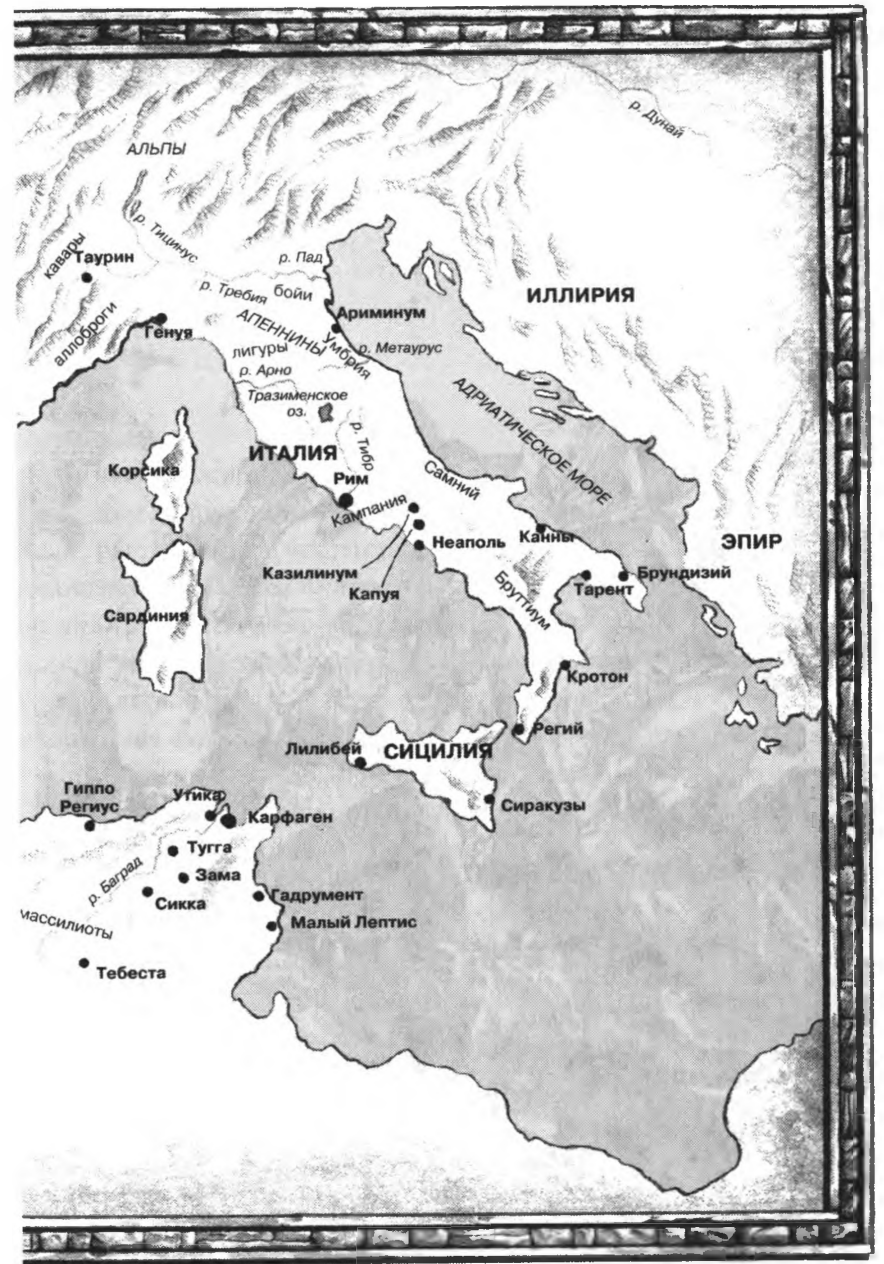 р. Дунай
АЛЬПЫ
р. Тицинус
кавары
Таурин
р. Пад
р. Требия
бойи
ИЛЛИРИЯ
аллоброги
Генуя
Ариминум
АПЕННИНЫ
Умбрия
р. Метаурус
лигуры
р. Арно
Тразименское
оз.
АДРИАТИЧЕСКОЕ МОРЕ
р. Тибр
ИТАЛИЯ
Корсика
Самний
Рим
Кампания
Канны
ЭПИР
Неаполь
Казилинум
Капуя
Тарент
Брундизий
Бруттиум
Сардиния
Кротон
Регий
Лилибей
СИЦИЛИЯ
Гиппо
Региус
Утика
Карфаген
Сиракузы
Тугга
р. Баград
Зама
Сикка
Гадрумент
массилиоты
Малый Лептис
Тебеста